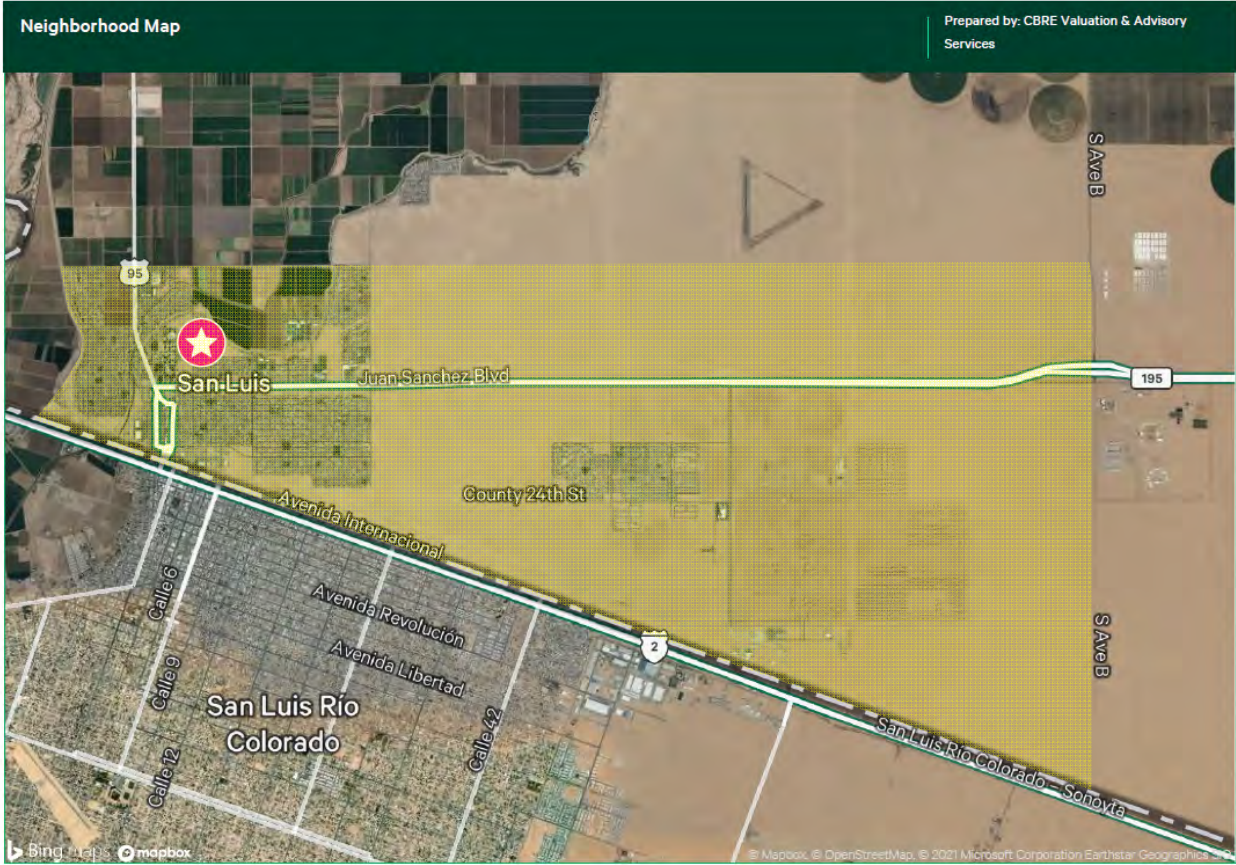 Neighborhood Map
Prepared by: CBRE Valuation & Advisory
Services
S Ave B
95
San Luis
Juan Sanchez Blvd
195
County 24th St
Avenida Internacional
Calle 6
Avenida Revolución
Avenida Libertad
2
S Ave B
Calle 9
San Luis Río
Colorado
Calle 42
Calle 12
San Luis Río Colorado - Sonoyta
Bing maps
mapbox
© Mapbox, © OpenStreetMap, © 2021 Microsoft Corporation Earthstar Geographics